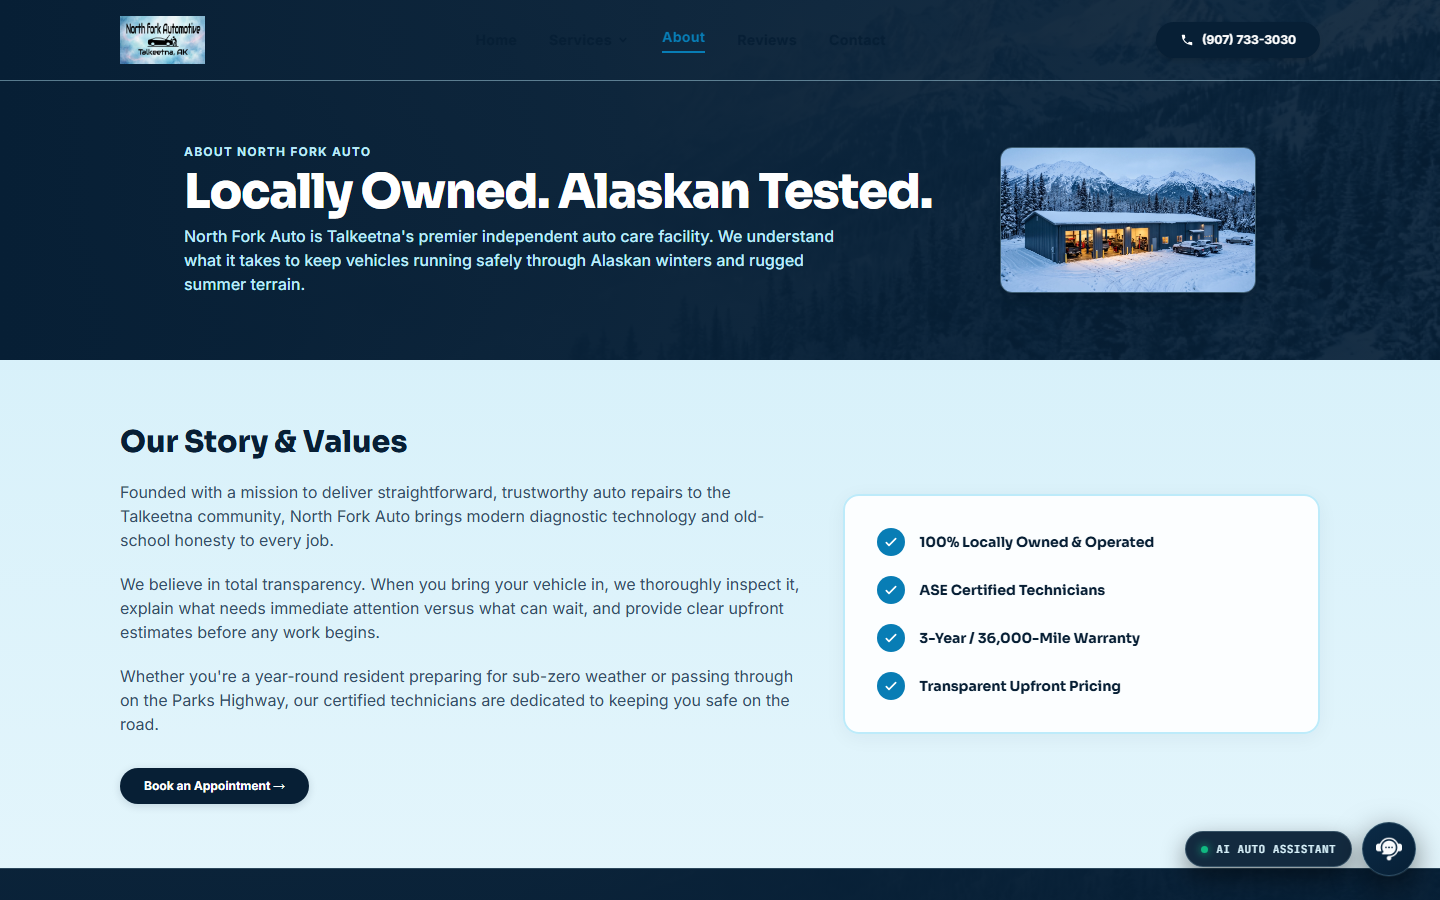 North Fork Automotive
Talkeetna, AK
Home Services About Reviews Contact
(907) 733-3030
ABOUT NORTH FORK AUTO
Locally Owned. Alaskan Tested.
North Fork Auto is Talkeetna's premier independent auto care facility. We understand
what it takes to keep vehicles running safely through Alaskan winters and rugged
summer terrain.
Our Story & Values
Founded with a mission to deliver straightforward, trustworthy auto repairs to the
Talkeetna community, North Fork Auto brings modern diagnostic technology and old-
school honesty to every job.
We believe in total transparency. When you bring your vehicle in, we thoroughly inspect it,
explain what needs immediate attention versus what can wait, and provide clear upfront
estimates before any work begins.
Whether you're a year-round resident preparing for sub-zero weather or passing through
on the Parks Highway, our certified technicians are dedicated to keeping you safe on the
road.
Book an Appointment →
100% Locally Owned & Operated
ASE Certified Technicians
3-Year / 36,000-Mile Warranty
Transparent Upfront Pricing
AI AUTO ASSISTANT